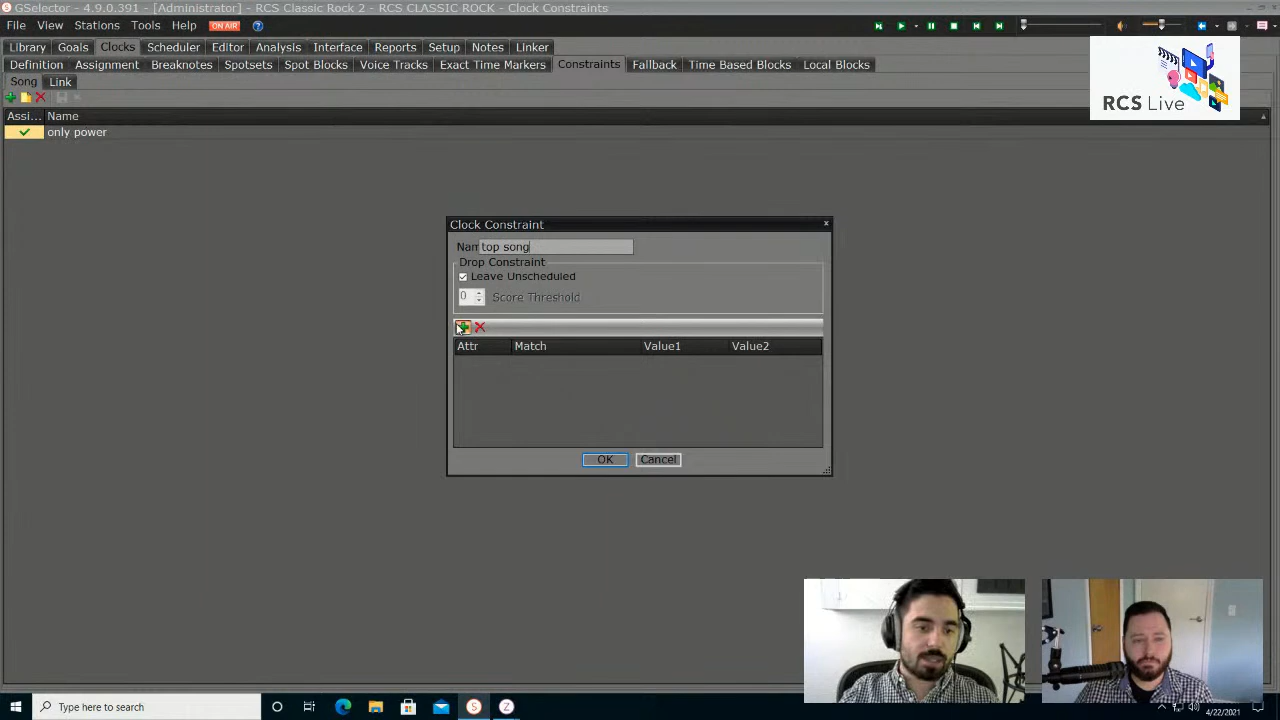 GSelector - 4.9.0.391 - [Administrator] - RCS Classic Rock 2 - RCS CLASSIC ROCK - Clock Constraints
File View Stations Tools Help ON AIR
Library Goals Clocks Scheduler Editor Analysis Interface Reports Setup Notes Linker
Definition Assignment Breaknotes Spotsets Spot Blocks Voice Tracks Exact Time Markers Constraints Fallback Time Based Blocks Local Blocks
Song Link
RCS Live
Assi... Name
only power
Clock Constraint
Nam top song
Drop Constraint
Leave Unscheduled
0 Score Threshold
Attr Match Value1 Value2
OK Cancel
Type here to search
S Z
4/22/2021